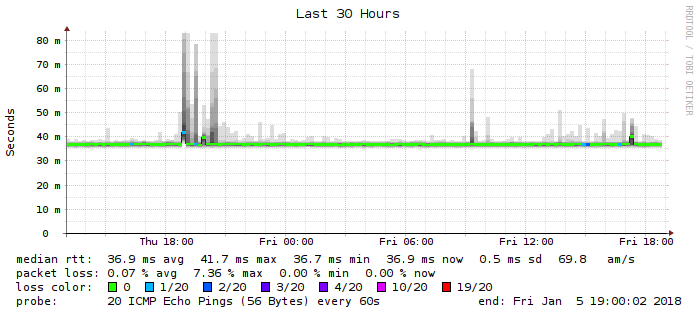 Last 30 Hours
RRDTOOL / TOBI OETIKER
Seconds
80 m
70 m
60 m
50 m
40 m
30 m
20 m
10 m
0
Thu 18:00 Fri 00:00 Fri 06:00 Fri 12:00 Fri 18:00
median rtt: 36.9 ms avg 41.7 ms max 36.7 ms min 36.9 ms now 0.5 ms sd 69.8 am/s
packet loss: 0.07 % avg 7.36 % max 0.00 % min 0.00 % now
loss color: 0 1/20 2/20 3/20 4/20 10/20 19/20
probe: 20 ICMP Echo Pings (56 Bytes) every 60s end: Fri Jan 5 19:00:02 2018